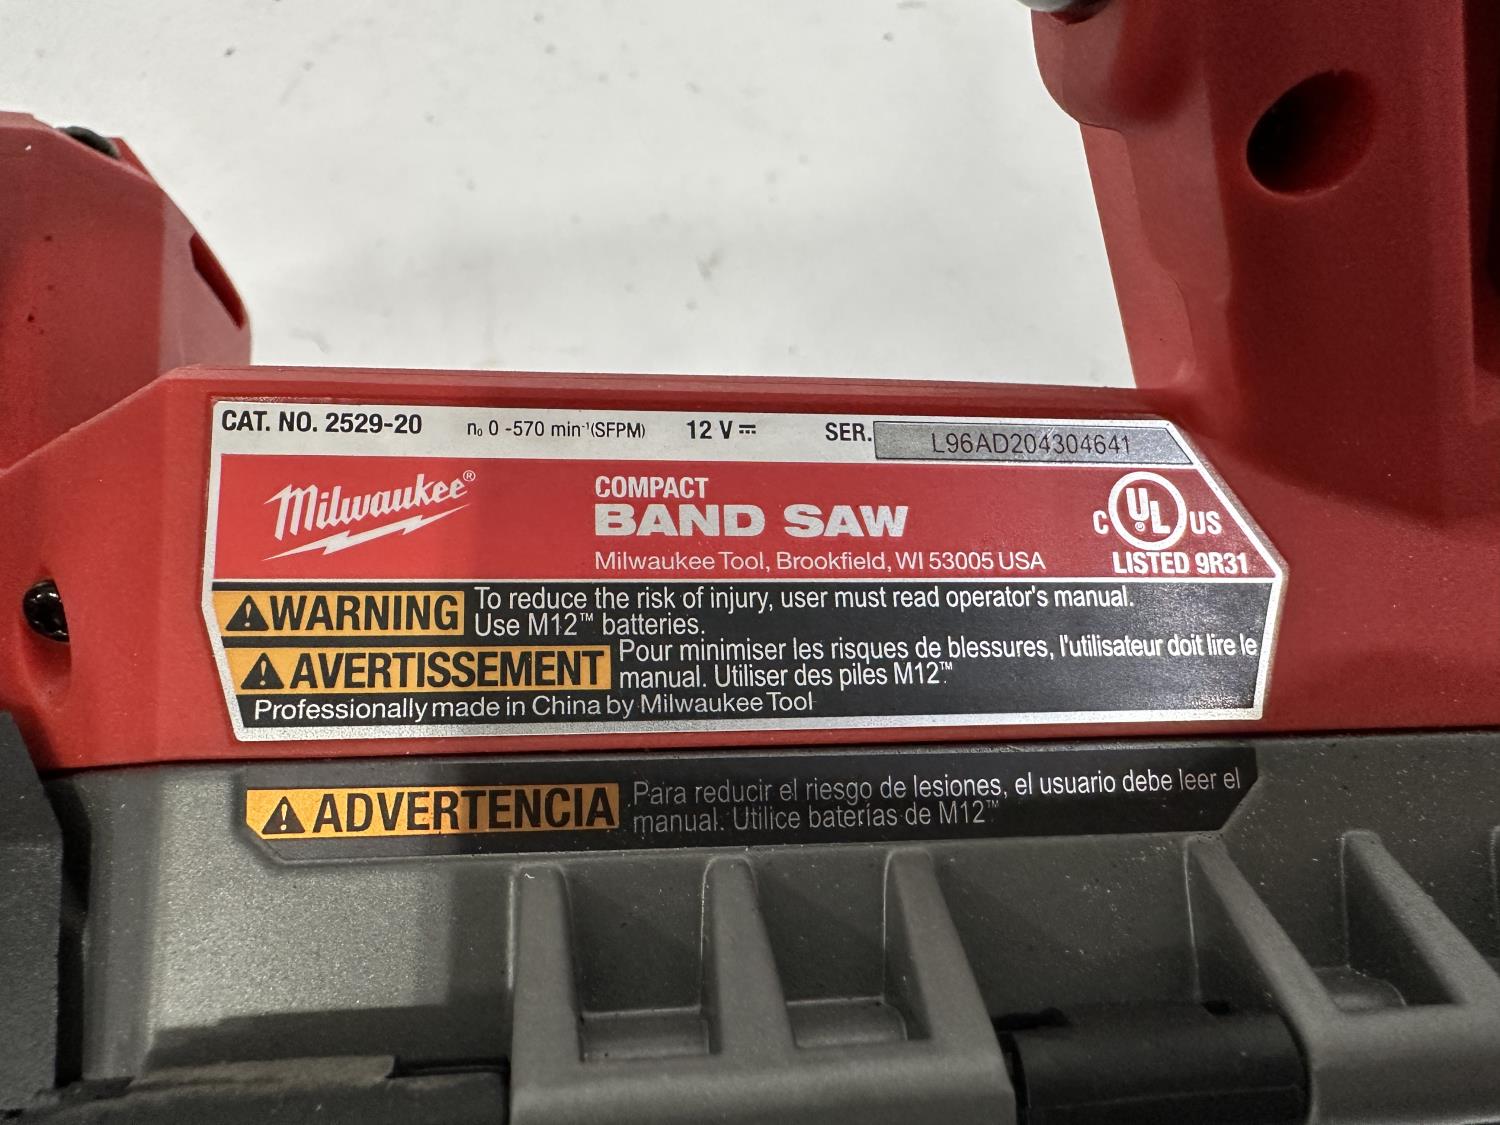 CAT. NO. 2529-20 n₀ 0 -570 min⁻¹(SFPM) 12 V⎓ SER. L96AD204304641
Milwaukee®
COMPACT
BAND SAW
Milwaukee Tool, Brookfield, WI 53005 USA
C UL® US
LISTED 9R31
⚠WARNING To reduce the risk of injury, user must read operator's manual.
Use M12™ batteries.
⚠AVERTISSEMENT Pour minimiser les risques de blessures, l'utilisateur doit lire le
manual. Utiliser des piles M12™.
Professionally made in China by Milwaukee Tool
⚠ADVERTENCIA Para reducir el riesgo de lesiones, el usuario debe leer el
manual. Utilice baterías de M12™